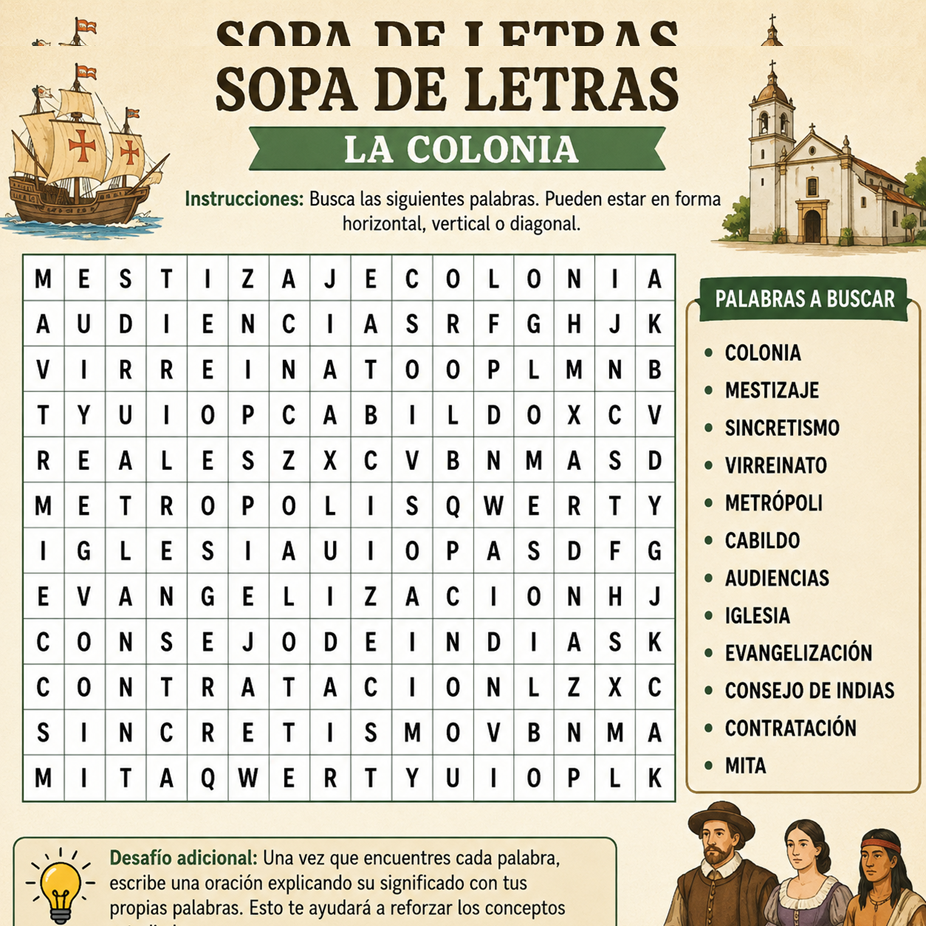 SOPA DE LETRAS
SOPA DE LETRAS
LA COLONIA
Instrucciones: Busca las siguientes palabras. Pueden estar en forma
horizontal, vertical o diagonal.
M E S T I Z A J E C O L O N I A
A U D I E N C I A S R F G H J K
V I R R E I N A T O O P L M N B
T Y U I O P C A B I L D O X C V
R E A L E S Z X C V B N M A S D
M E T R O P O L I S Q W E R T Y
I G L E S I A U I O P A S D F G
E V A N G E L I Z A C I O N H J
C O N S E J O D E I N D I A S K
C O N T R A T A C I O N L Z X C
S I N C R E T I S M O V B N M A
M I T A Q W E R T Y U I O P L K
PALABRAS A BUSCAR
• COLONIA
• MESTIZAJE
• SINCRETISMO
• VIRREINATO
• METRÓPOLI
• CABILDO
• AUDIENCIAS
• IGLESIA
• EVANGELIZACIÓN
• CONSEJO DE INDIAS
• CONTRATACIÓN
• MITA
Desafío adicional: Una vez que encuentres cada palabra,
escribe una oración explicando su significado con tus
propias palabras. Esto te ayudará a reforzar los conceptos